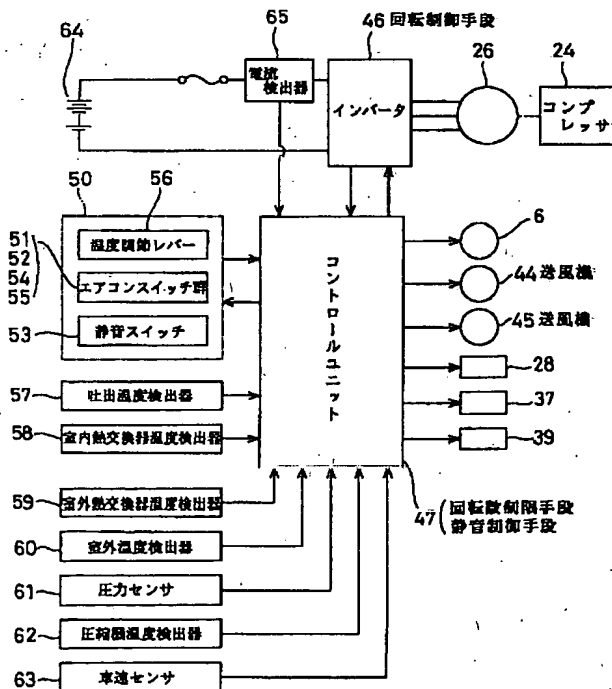 64
65
46 回転制御手段
26
24
電流
検出器
インバータ
コンプ
レッサ
50
56
温度調節レバー
51
52
54
55
エアコンスイッチ群
53
静音スイッチ
コントロールユニット
6
44 送風機
45 送風機
28
37
39
57
吐出温度検出器
58
室内熱交換器温度検出器
59
室外熱交換器温度検出器
60
室外温度検出器
61
圧力センサ
62
圧縮機温度検出器
63
車速センサ
47
回転数制限手段
静音制御手段